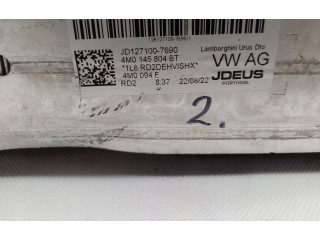 JD127100-7690 Lamborghini Urus Dto
4M0 145 804 BT VW AG
*1L8 RO2DEHVISHX*
4M0 094 F JDEUS
RD2 8:37 22/08/22 PORTUGAL
2.